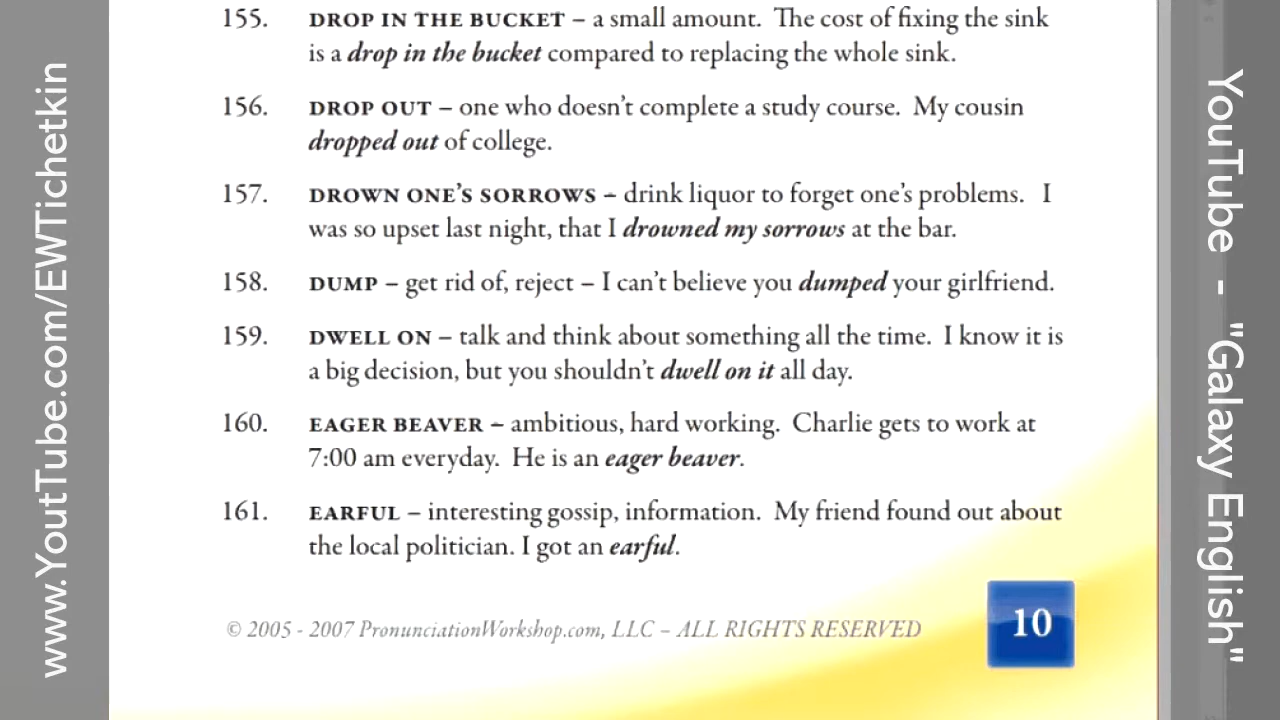 155. DROP IN THE BUCKET – a small amount. The cost of fixing the sink
is a drop in the bucket compared to replacing the whole sink.
156. DROP OUT – one who doesn't complete a study course. My cousin
dropped out of college.
157. DROWN ONE'S SORROWS – drink liquor to forget one's problems. I
was so upset last night, that I drowned my sorrows at the bar.
158. DUMP – get rid of, reject – I can't believe you dumped your girlfriend.
159. DWELL ON – talk and think about something all the time. I know it is
a big decision, but you shouldn't dwell on it all day.
160. EAGER BEAVER – ambitious, hard working. Charlie gets to work at
7:00 am everyday. He is an eager beaver.
161. EARFUL – interesting gossip, information. My friend found out about
the local politician. I got an earful.
© 2005 - 2007 PronunciationWorkshop.com, LLC – ALL RIGHTS RESERVED
10
www.YoutTube.com/EWTichetkin
YouTube - "Galaxy English"